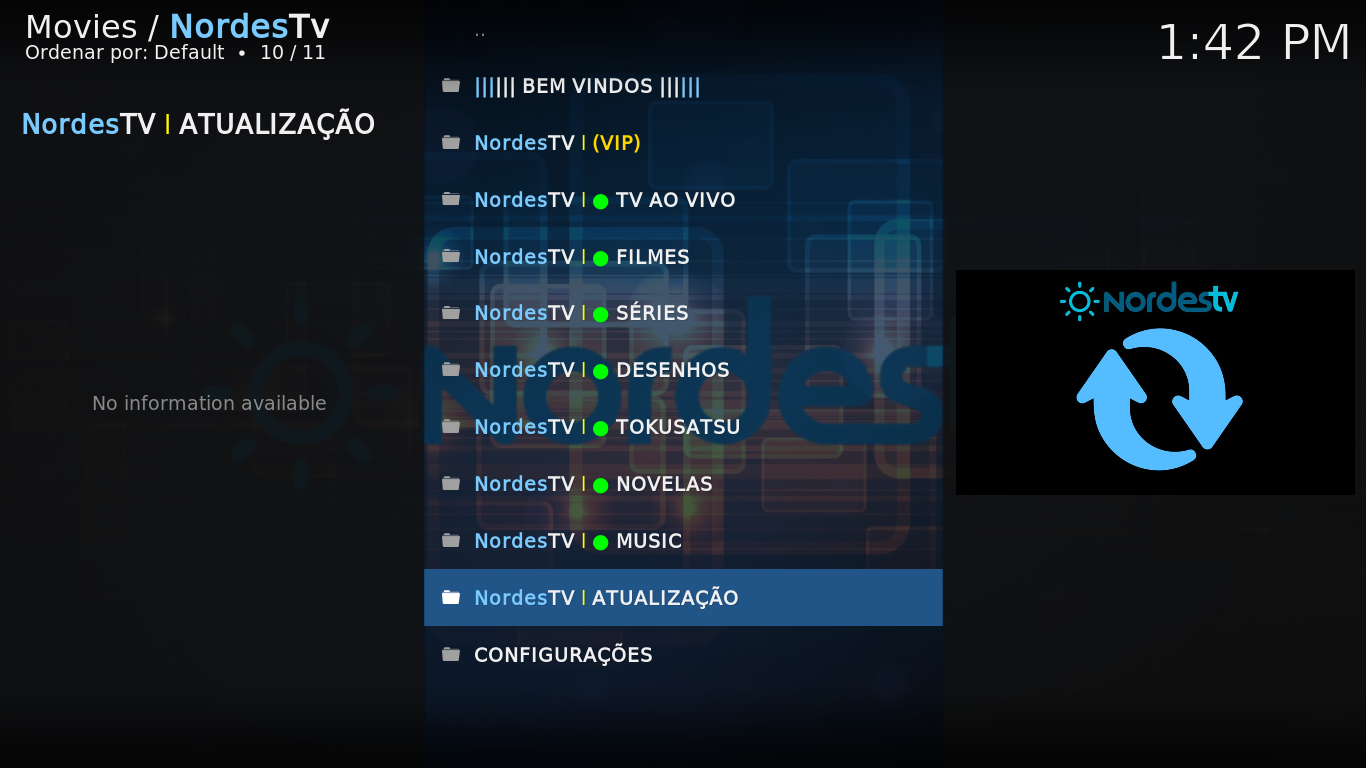 Movies / NordesTv
Ordenar por: Default • 10 / 11
1:42 PM
NordesTV l ATUALIZAÇÃO
No information available
..
|||||| BEM VINDOS ||||||
NordesTV l (VIP)
NordesTV l ● TV AO VIVO
NordesTV l ● FILMES
NordesTV l ● SÉRIES
NordesTV l ● DESENHOS
NordesTV l ● TOKUSATSU
NordesTV l ● NOVELAS
NordesTV l ● MUSIC
NordesTV l ATUALIZAÇÃO
CONFIGURAÇÕES
Nordes
Nordestv